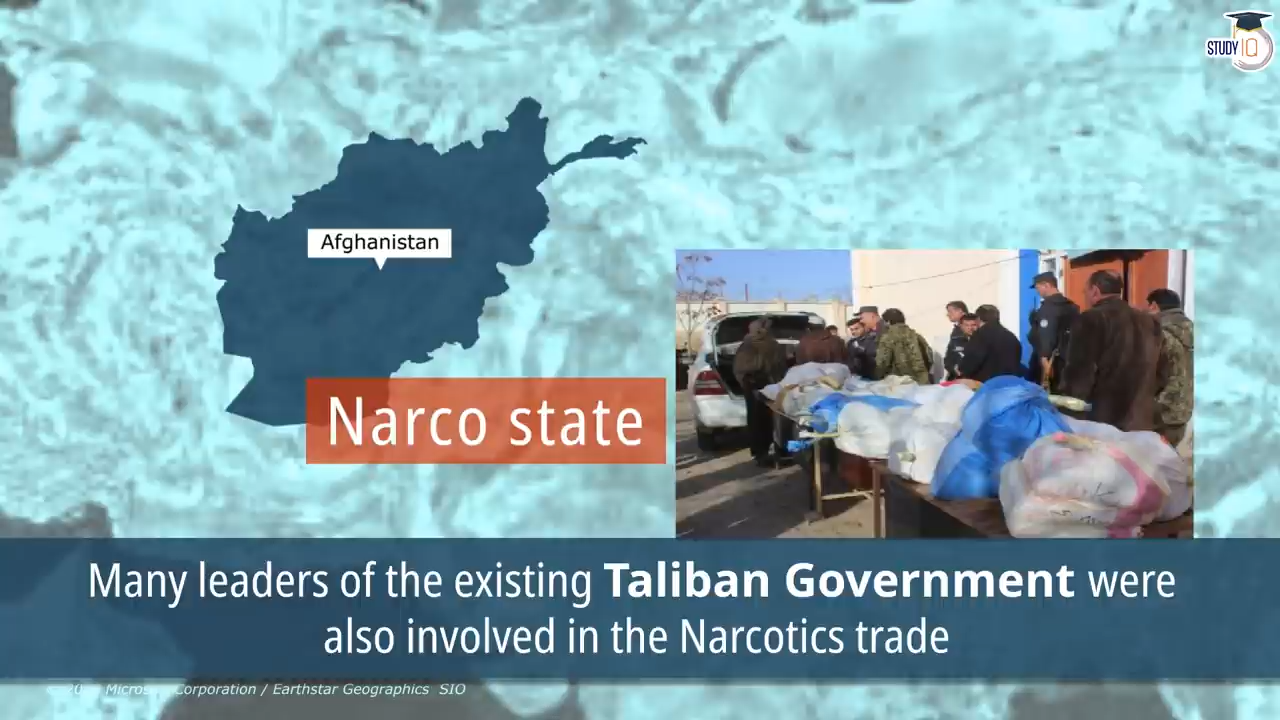 STUDY IQ
Afghanistan
Narco state
Many leaders of the existing Taliban Government were
also involved in the Narcotics trade
Corporation / Earthstar Geographics SIO